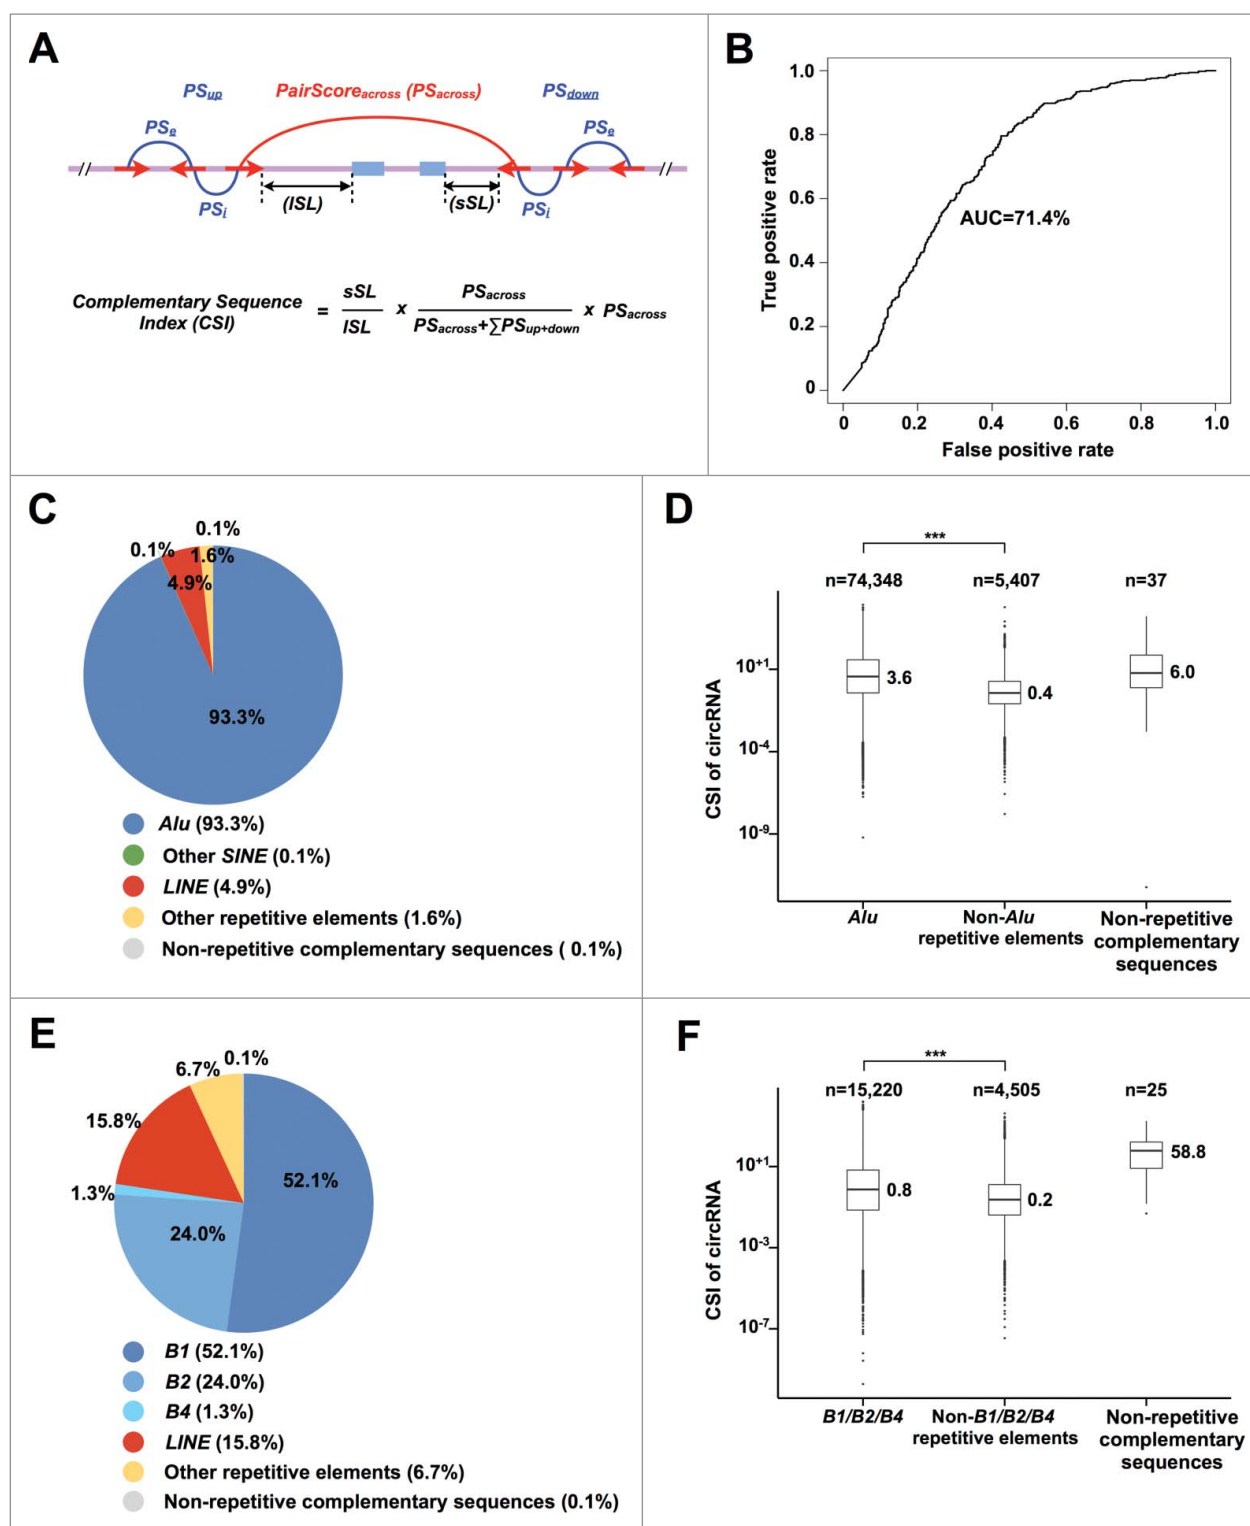 A
PSup
PairScoreacross (PSacross)
PSdown
PSe
PSe
//
//
(lSL)
(sSL)
PSi
PSi
Complementary Sequence
Index (CSI)
=
sSL
lSL
x
PSacross
PSacross+∑PSup+down
x PSacross
B
True positive rate
1.0
0.8
0.6
0.4
0.2
0
AUC=71.4%
0
0.2
0.4
0.6
0.8
1.0
False positive rate
C
0.1%
0.1%
1.6%
4.9%
93.3%
Alu (93.3%)
Other SINE (0.1%)
LINE (4.9%)
Other repetitive elements (1.6%)
Non-repetitive complementary sequences ( 0.1%)
D
***
n=74,348
n=5,407
n=37
CSI of circRNA
10+1
10-4
10-9
3.6
0.4
6.0
Alu
Non-Alu
repetitive elements
Non-repetitive
complementary
sequences
E
0.1%
6.7%
15.8%
52.1%
1.3%
24.0%
B1 (52.1%)
B2 (24.0%)
B4 (1.3%)
LINE (15.8%)
Other repetitive elements (6.7%)
Non-repetitive complementary sequences (0.1%)
F
***
n=15,220
n=4,505
n=25
CSI of circRNA
10+1
10-3
10-7
0.8
0.2
58.8
B1/B2/B4
Non-B1/B2/B4
repetitive elements
Non-repetitive
complementary
sequences